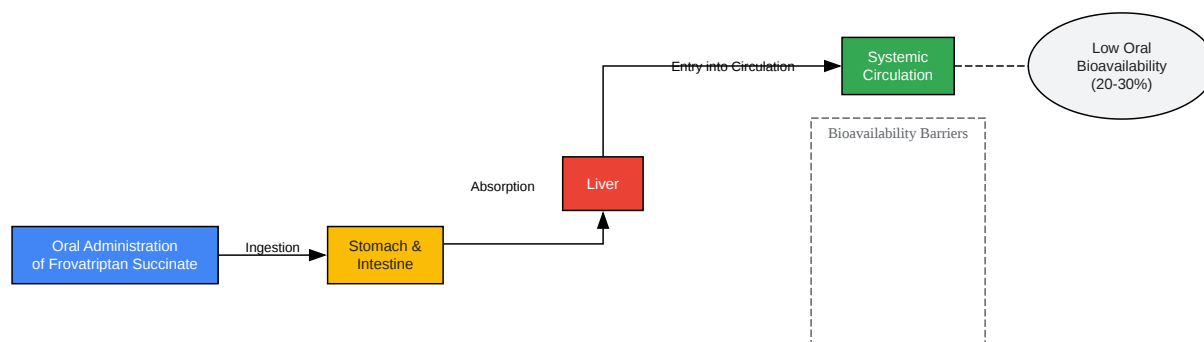 Oral Administration
of Frovatriptan Succinate
Ingestion
Stomach &
Intestine
Absorption
Liver
Entry into Circulation
Systemic
Circulation
Low Oral
Bioavailability
(20-30%)
Bioavailability Barriers